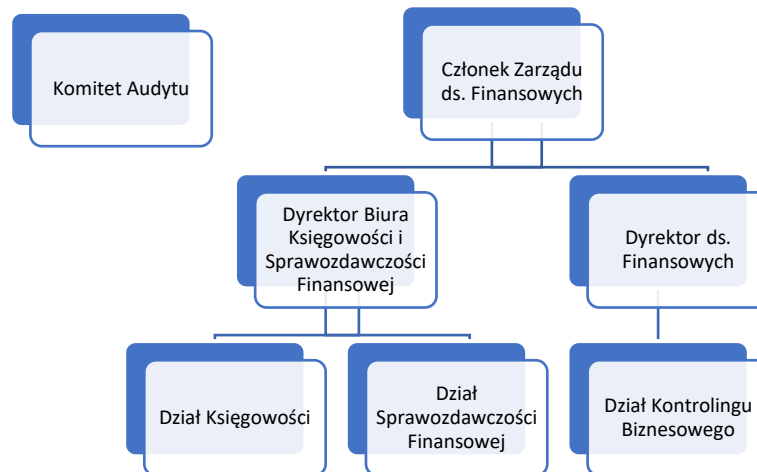 Komitet Audytu
Członek Zarządu
ds. Finansowych
Dyrektor Biura
Księgowości i
Sprawozdawczości
Finansowej
Dyrektor ds.
Finansowych
Dział Księgowości
Dział
Sprawozdawczości
Finansowej
Dział Kontrolingu
Biznesowego